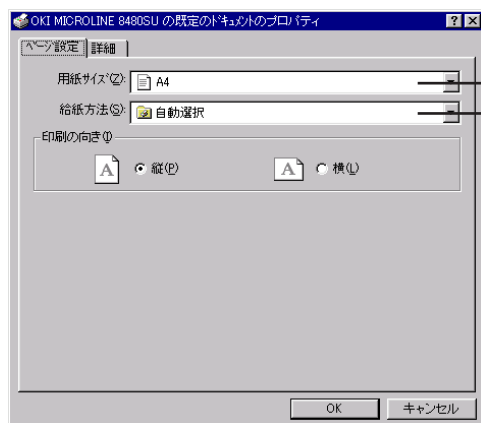 OKI MICROLINE 8480SU の既定のドキュメントのプロパティ
ページ設定 詳細
用紙サイズ(Z): A4
給紙方法(S): 自動選択
印刷の向き(I)
A 縦(P) A 横(L)
OK キャンセル